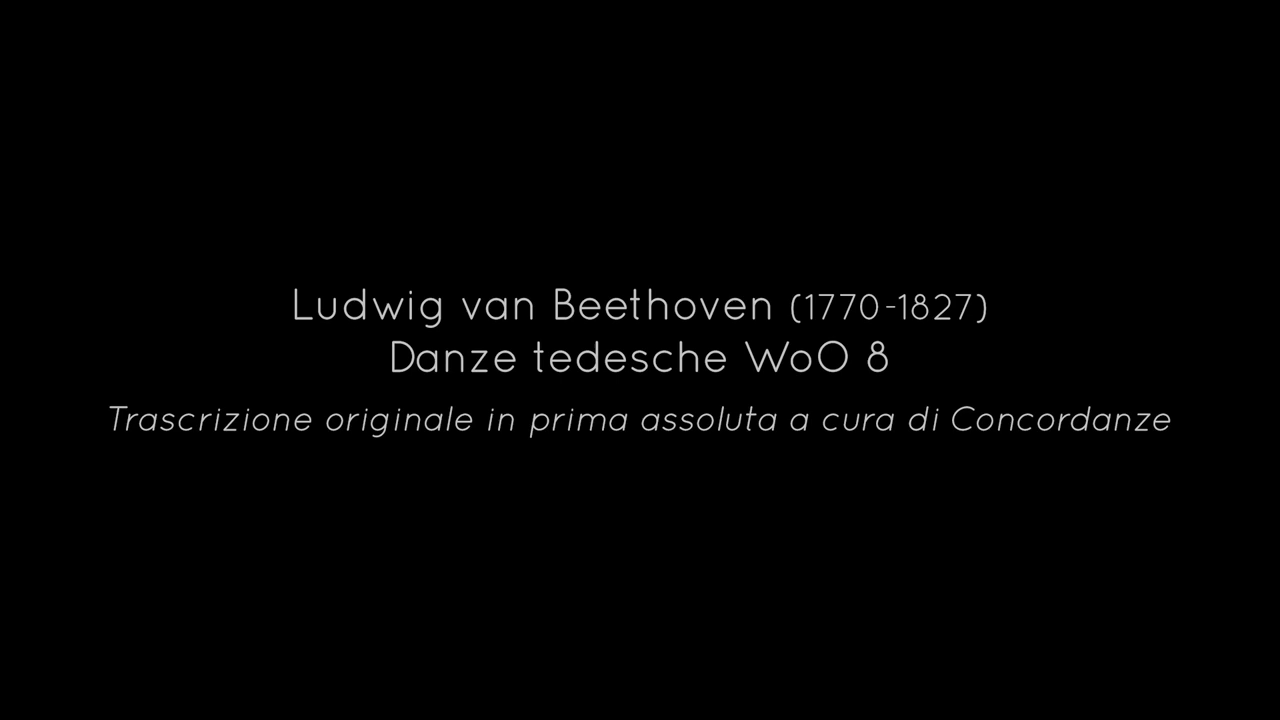 Ludwig van Beethoven (1770-1827)
Danze tedesche WoO 8
Trascrizione originale in prima assoluta a cura di Concordanze